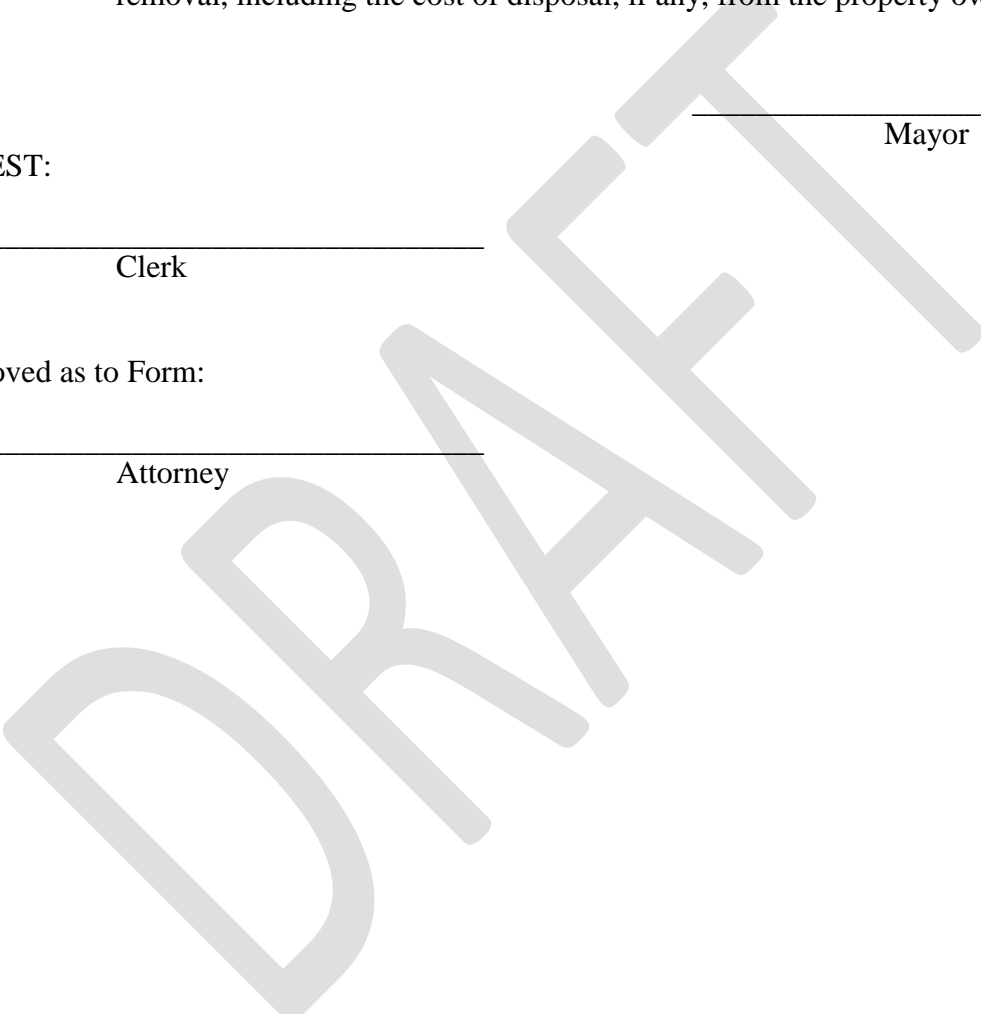 removal, including the cost of disposal, if any, from the property
Mayor
EST:
Clerk
oved as to Form:
Attorney
DRAFT